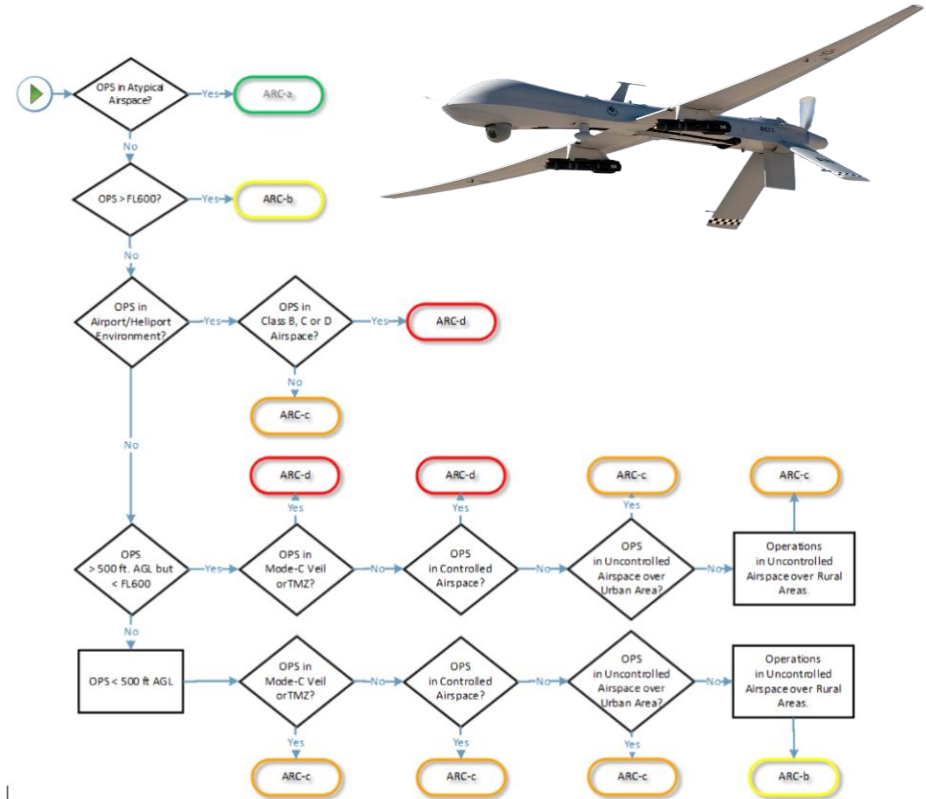 OPS in Atypical
Airspace?
Yes
ARC-a
No
OPS > FL600?
Yes
ARC-b
No
OPS in
Airport/Heliport
Environment?
Yes
OPS in
Class B, C or D
Airspace?
Yes
ARC-d
No
ARC-c
No
ARC-d
ARC-d
ARC-c
ARC-c
Yes
Yes
Yes
OPS
> 500 ft. AGL but
< FL600
Yes
OPS in
Mode-C Veil
orTMZ?
No
OPS in
in Controlled
Airspace?
No
OPS
in Uncontrolled
Airspace over
Urban Area?
No
Operations
in Uncontrolled
Airspace over Rural
Areas.
No
OPS < 500 ft AGL
OPS in
Mode-C Veil
orTMZ?
No
OPS
in Controlled
Airspace?
No
OPS
in Uncontrolled
Airspace over
Urban Area?
No
Operations
in Uncontrolled
Airspace over Rural
Areas.
Yes
Yes
Yes
ARC-c
ARC-c
ARC-c
ARC-b